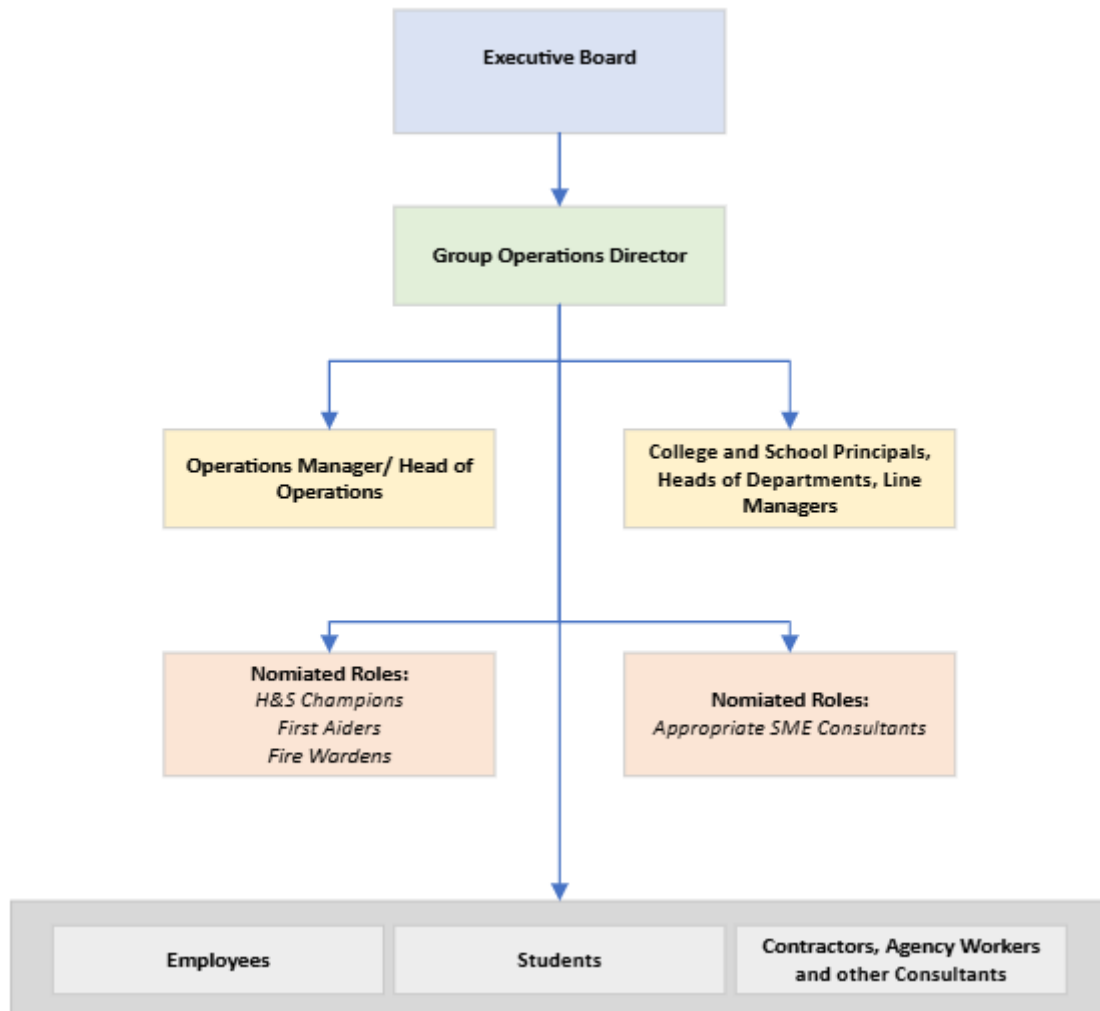 Executive Board
Group Operations Director
Operations Manager/ Head of
Operations
College and School Principals,
Heads of Departments, Line
Managers
Nomiated Roles:
H&S Champions
First Aiders
Fire Wardens
Nomiated Roles:
Appropriate SME Consultants
Employees
Students
Contractors, Agency Workers
and other Consultants